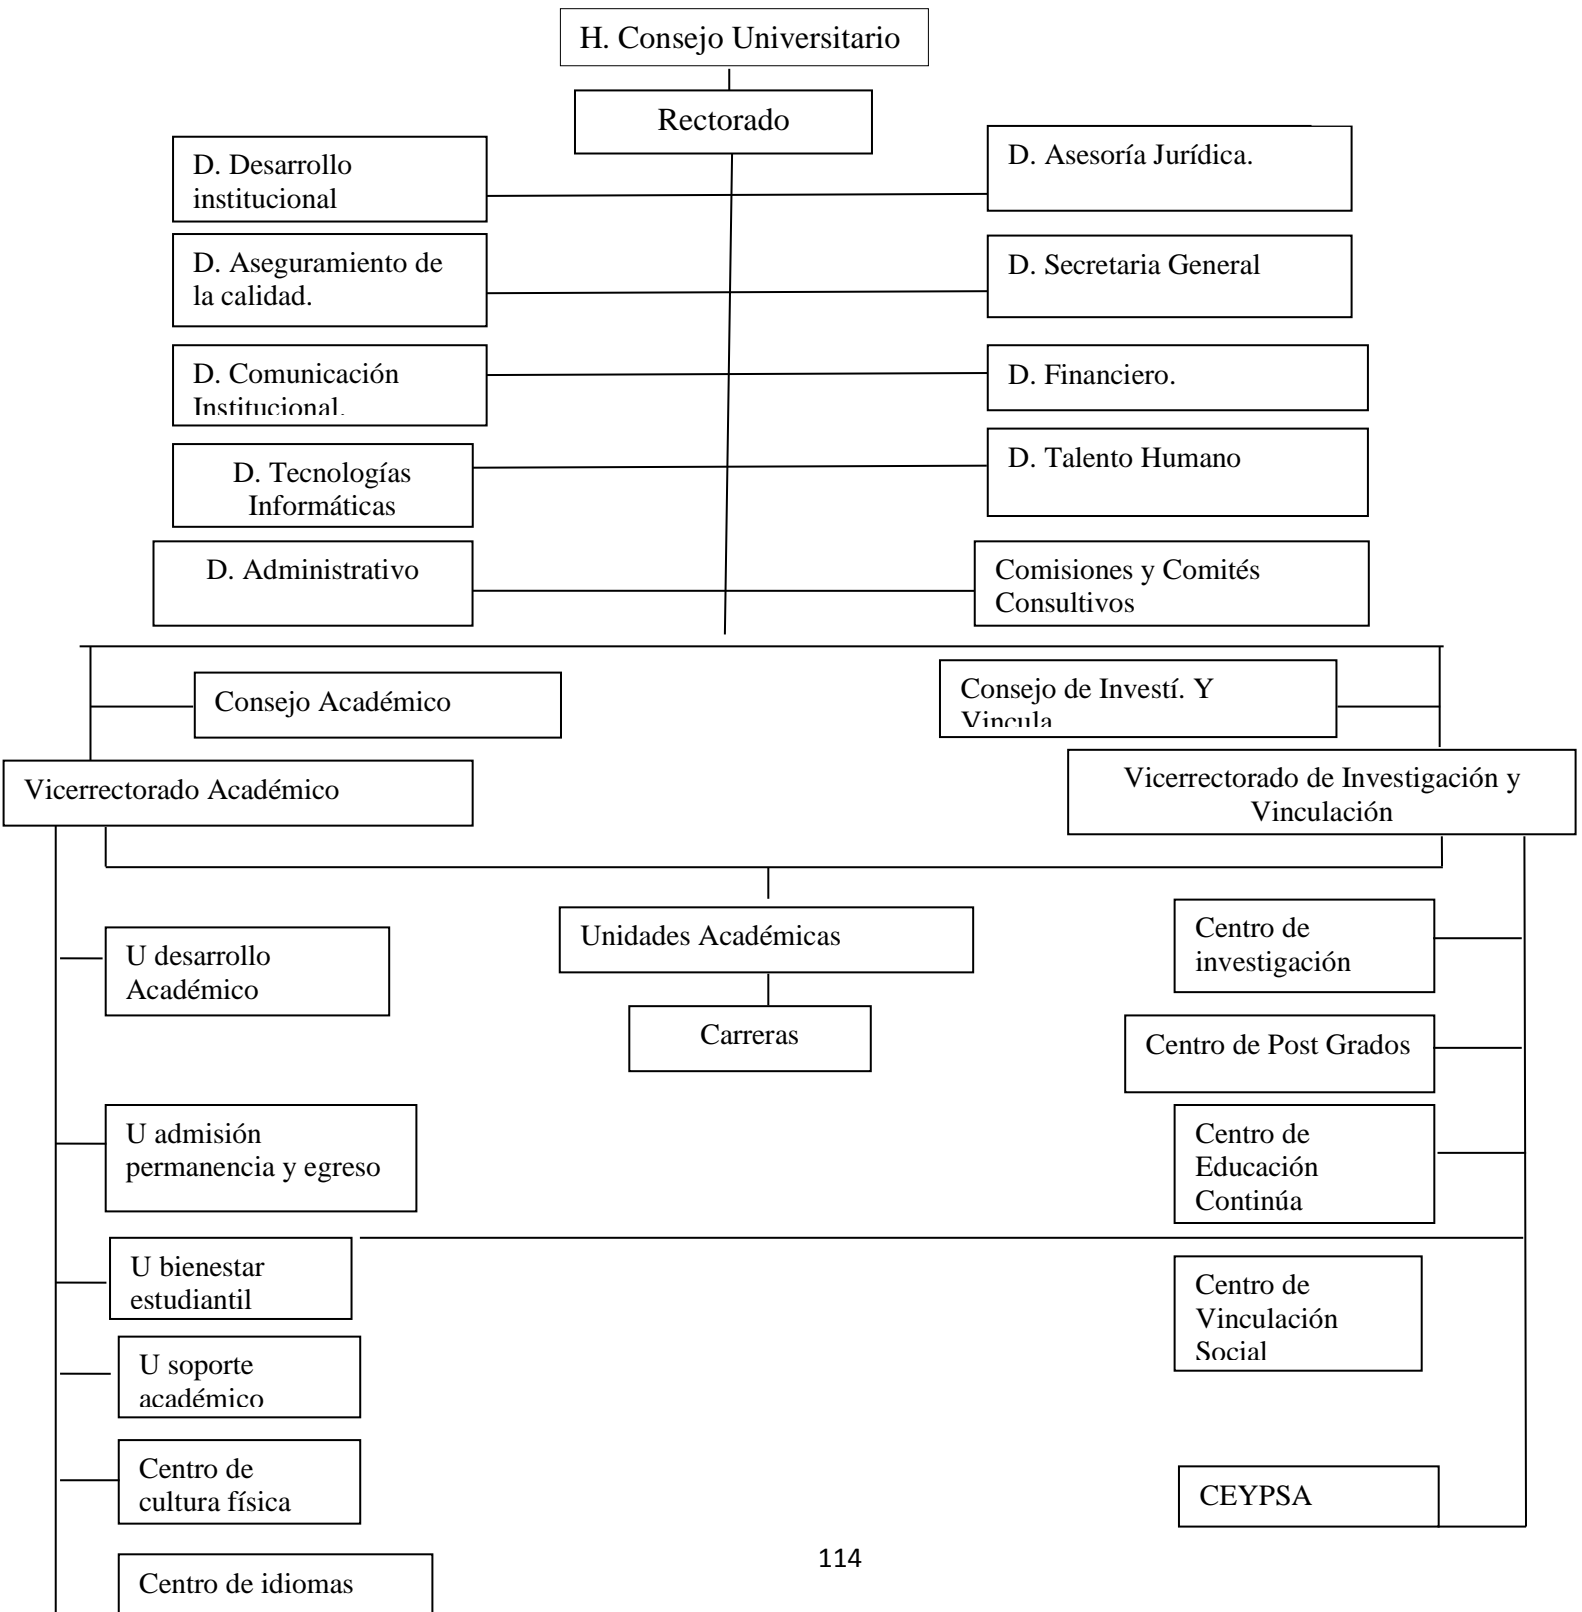 H. Consejo Universitario
Rectorado
D. Desarrollo
institucional
D. Asesoría Jurídica.
D. Aseguramiento de
la calidad.
D. Secretaria General
D. Comunicación
Institucional.
D. Financiero.
D. Tecnologías
Informáticas
D. Talento Humano
D. Administrativo
Comisiones y Comités
Consultivos
Consejo Académico
Consejo de Investí. Y
Vincula
Vicerrectorado Académico
Vicerrectorado de Investigación y
Vinculación
U desarrollo
Académico
Unidades Académicas
Centro de
investigación
Carreras
Centro de Post Grados
U admisión
permanencia y egreso
Centro de
Educación
Continúa
U bienestar
estudiantil
Centro de
Vinculación
Social
U soporte
académico
Centro de
cultura física
CEYPSA
Centro de idiomas
114